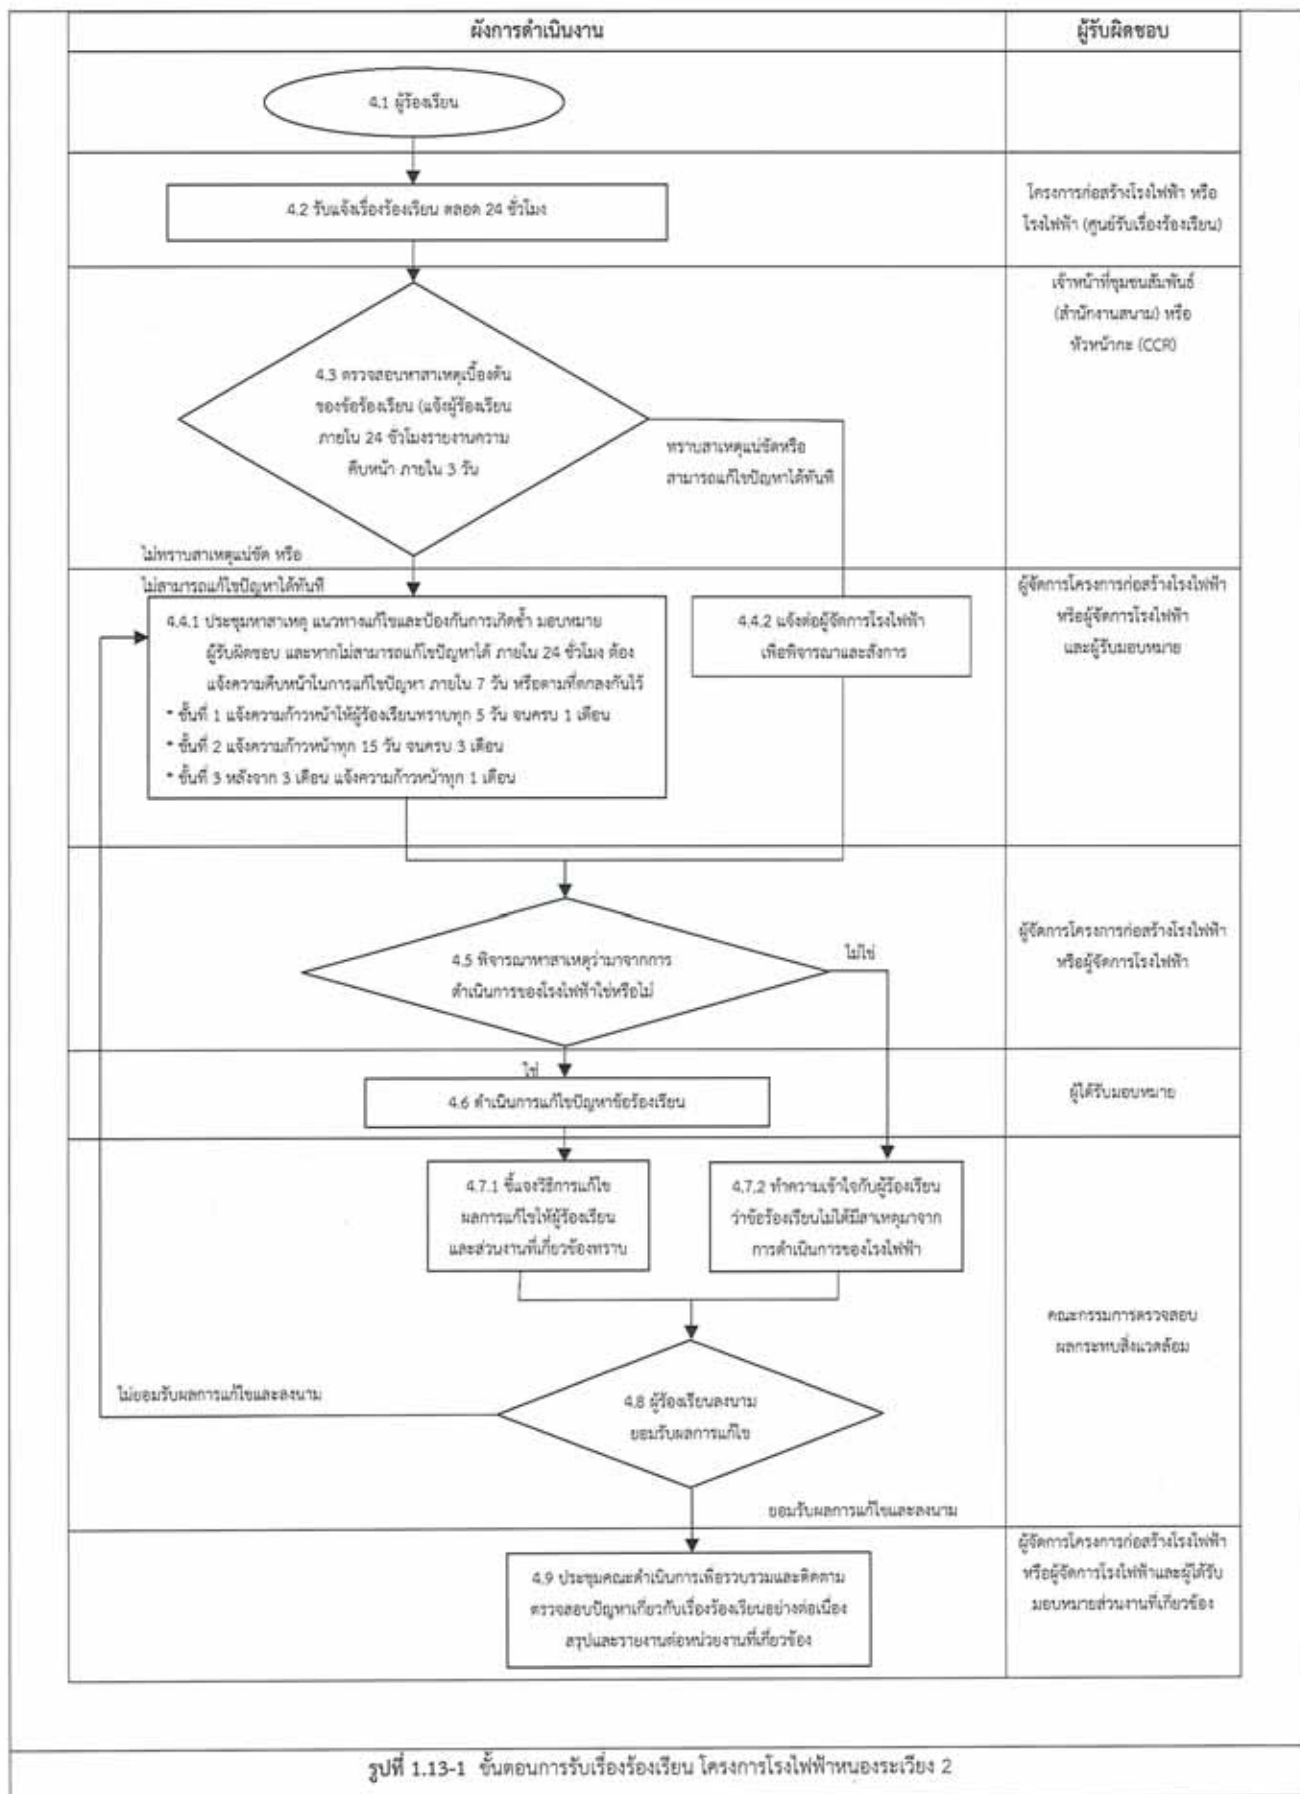 ผังการดำเนินงาน
ผู้รับผิดชอบ
4.1 ผู้ร้องเรียน
4.2 รับแจ้งเรื่องร้องเรียน ตลอด 24 ชั่วโมง
โครงการก่อสร้างโรงไฟฟ้า หรือ
โรงไฟฟ้า (ศูนย์รับเรื่องร้องเรียน)
เจ้าหน้าที่ชุมชนสัมพันธ์
(สำนักงานสนาม) หรือ
หัวหน้ากะ (CCR)
4.3 ตรวจสอบหาสาเหตุเบื้องต้น
ของข้อร้องเรียน (แจ้งผู้ร้องเรียน
ภายใน 24 ชั่วโมงรายงานความ
คืบหน้า ภายใน 3 วัน
ทราบสาเหตุแน่ชัดหรือ
สามารถแก้ไขปัญหาได้ทันที
ไม่ทราบสาเหตุแน่ชัด หรือ
ไม่สามารถแก้ไขปัญหาได้ทันที
4.4.1 ประชุมหาสาเหตุ แนวทางแก้ไขและป้องกันการเกิดซ้ำ มอบหมาย
ผู้รับผิดชอบ และหากไม่สามารถแก้ไขปัญหาได้ ภายใน 24 ชั่วโมง ต้อง
แจ้งความคืบหน้าในการแก้ไขปัญหา ภายใน 7 วัน หรือตามที่ตกลงกันไว้
* ขั้นที่ 1 แจ้งความก้าวหน้าให้ผู้ร้องเรียนทราบทุก 5 วัน จนครบ 1 เดือน
* ขั้นที่ 2 แจ้งความก้าวหน้าทุก 15 วัน จนครบ 3 เดือน
* ขั้นที่ 3 หลังจาก 3 เดือน แจ้งความก้าวหน้าทุก 1 เดือน
4.4.2 แจ้งต่อผู้จัดการโรงไฟฟ้า
เพื่อพิจารณาและสั่งการ
ผู้จัดการโครงการก่อสร้างโรงไฟฟ้า
หรือผู้จัดการโรงไฟฟ้า
และผู้รับมอบหมาย
4.5 พิจารณาหาสาเหตุว่ามาจากการ
ดำเนินการของโรงไฟฟ้าใช่หรือไม่
ไม่ใช่
ผู้จัดการโครงการก่อสร้างโรงไฟฟ้า
หรือผู้จัดการโรงไฟฟ้า
ใช่
4.6 ดำเนินการแก้ไขปัญหาข้อร้องเรียน
ผู้ได้รับมอบหมาย
4.7.1 ชี้แจงวิธีการแก้ไข
ผลการแก้ไขให้ผู้ร้องเรียน
และส่วนงานที่เกี่ยวข้องทราบ
4.7.2 ทำความเข้าใจกับผู้ร้องเรียน
ว่าข้อร้องเรียนไม่ได้มีสาเหตุมาจาก
การดำเนินการของโรงไฟฟ้า
คณะกรรมการตรวจสอบ
ผลกระทบสิ่งแวดล้อม
ไม่ยอมรับผลการแก้ไขและลงนาม
4.8 ผู้ร้องเรียนลงนาม
ยอมรับผลการแก้ไข
ยอมรับผลการแก้ไขและลงนาม
4.9 ประชุมคณะดำเนินการเพื่อรวบรวมและติดตาม
ตรวจสอบปัญหาเกี่ยวกับเรื่องร้องเรียนอย่างต่อเนื่อง
สรุปและรายงานต่อหน่วยงานที่เกี่ยวข้อง
ผู้จัดการโครงการก่อสร้างโรงไฟฟ้า
หรือผู้จัดการโรงไฟฟ้าและผู้ได้รับ
มอบหมายส่วนงานที่เกี่ยวข้อง
รูปที่ 1.13-1 ขั้นตอนการรับเรื่องร้องเรียน โครงการโรงไฟฟ้าหนองระเวียง 2